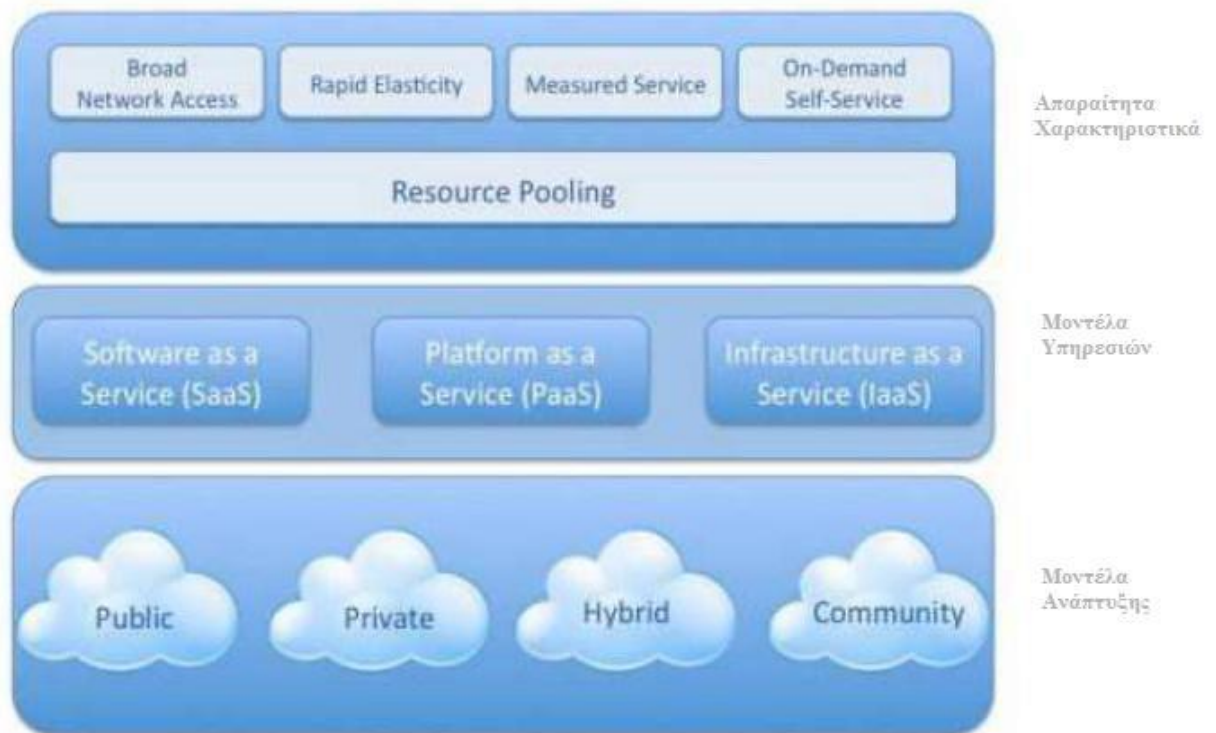 Broad
Network Access
Rapid Elasticity
Measured Service
On-Demand
Self-Service
Resource Pooling
Απαραίτητα
Χαρακτηριστικά
Software as a
Service (SaaS)
Platform as a
Service (PaaS)
Infrastructure as a
Service (IaaS)
Μοντέλα
Υπηρεσιών
Public
Private
Hybrid
Community
Μοντέλα
Ανάπτυξης